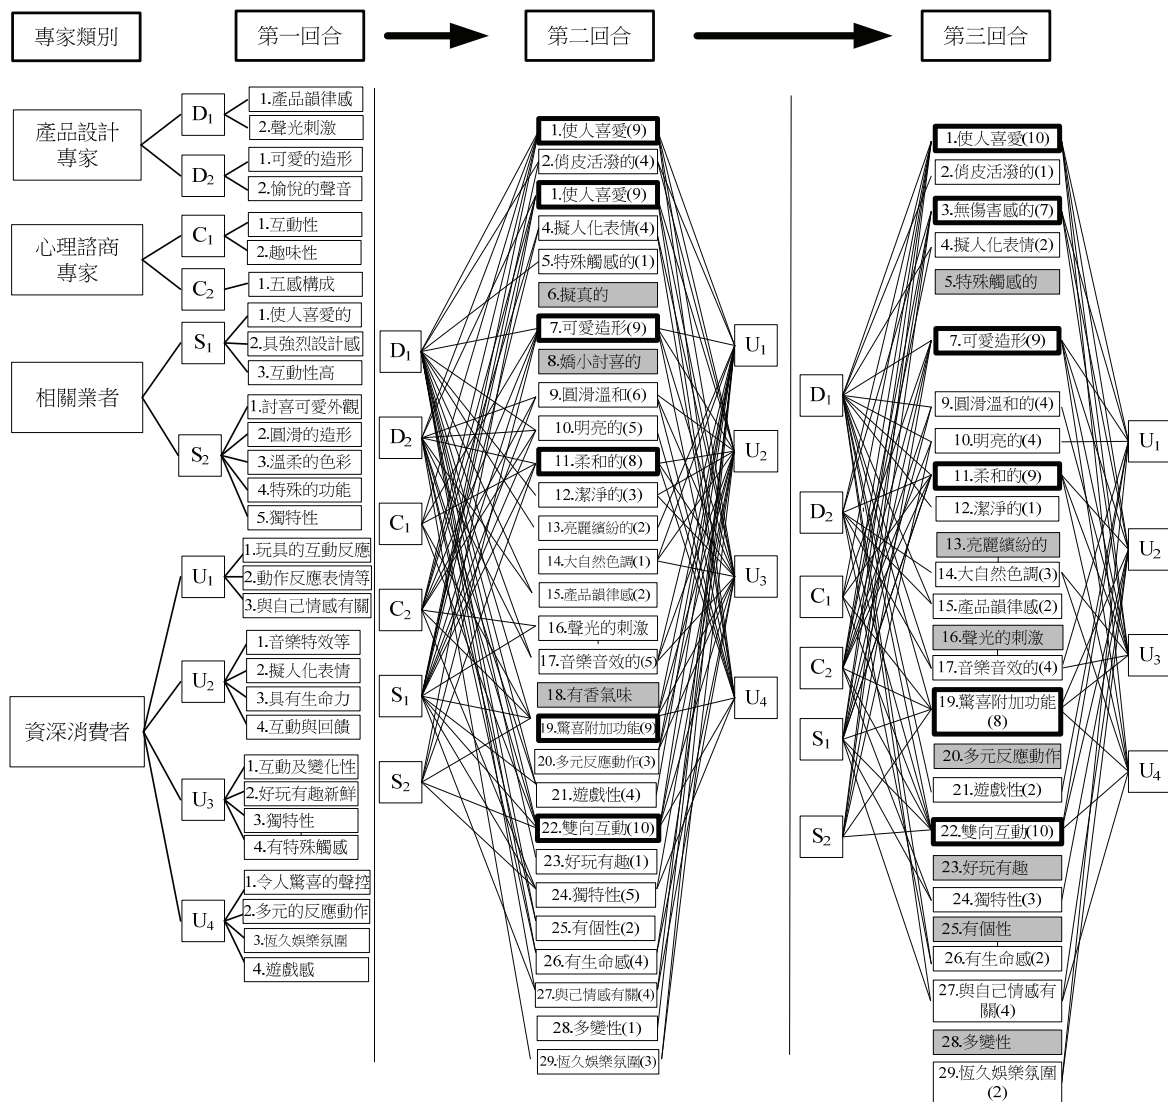 專家類別
第一回合
第二回合
第三回合
產品設計
專家
D1
1.產品韻律感
2.聲光刺激
D2
1.可愛的造形
2.愉悅的聲音
心理諮商
專家
C1
1.互動性
2.趣味性
C2
1.五感構成
相關業者
S1
1.使人喜愛的
2.具強烈設計感
3.互動性高
S2
1.討喜可愛外觀
2.圓滑的造形
3.溫柔的色彩
4.特殊的功能
5.獨特性
資深消費者
U1
1.玩具的互動反應
2.動作反應表情等
3.與自己情感有關
U2
1.音樂特效等
2.擬人化表情
3.具有生命力
4.互動與回饋
U3
1.互動及變化性
2.好玩有趣新鮮
3.獨特性
4.有特殊觸感
U4
1.令人驚喜的聲控
2.多元的反應動作
3.恆久娛樂氛圍
4.遊戲感
D1
D2
C1
C2
S1
S2
1.使人喜愛(9)
2.俏皮活潑的(4)
1.使人喜愛(9)
4.擬人化表情(4)
5.特殊觸感的(1)
6.擬真的
7.可愛造形(9)
8.嬌小討喜的
9.圓滑溫和(6)
10.明亮的(5)
11.柔和的(8)
12.潔淨的(3)
13.亮麗繽紛的(2)
14.大自然色調(1)
15.產品韻律感(2)
16.聲光的刺激
17.音樂音效的(5)
18.有香氣味
19.驚喜附加功能(9)
20.多元反應動作(3)
21.遊戲性(4)
22.雙向互動(10)
23.好玩有趣(1)
24.獨特性(5)
25.有個性(2)
26.有生命感(4)
27.與己情感有關(4)
28.多變性(1)
29.恆久娛樂氛圍(3)
U1
U2
U3
U4
D1
D2
C1
C2
S1
S2
1.使人喜愛(10)
2.俏皮活潑的(1)
3.無傷害感的(7)
4.擬人化表情(2)
5.特殊觸感的
7.可愛造形(9)
9.圓滑溫和的(4)
10.明亮的(4)
11.柔和的(9)
12.潔淨的(1)
13.亮麗繽紛的
14.大自然色調(3)
15.產品韻律感(2)
16.聲光的刺激
17.音樂音效的(4)
19.驚喜附加功能
(8)
20.多元反應動作
21.遊戲性(2)
22.雙向互動(10)
23.好玩有趣
24.獨特性(3)
25.有個性
26.有生命感(2)
27.與自己情感有
關(4)
28.多變性
29.恆久娛樂氛圍
(2)
U1
U2
U3
U4